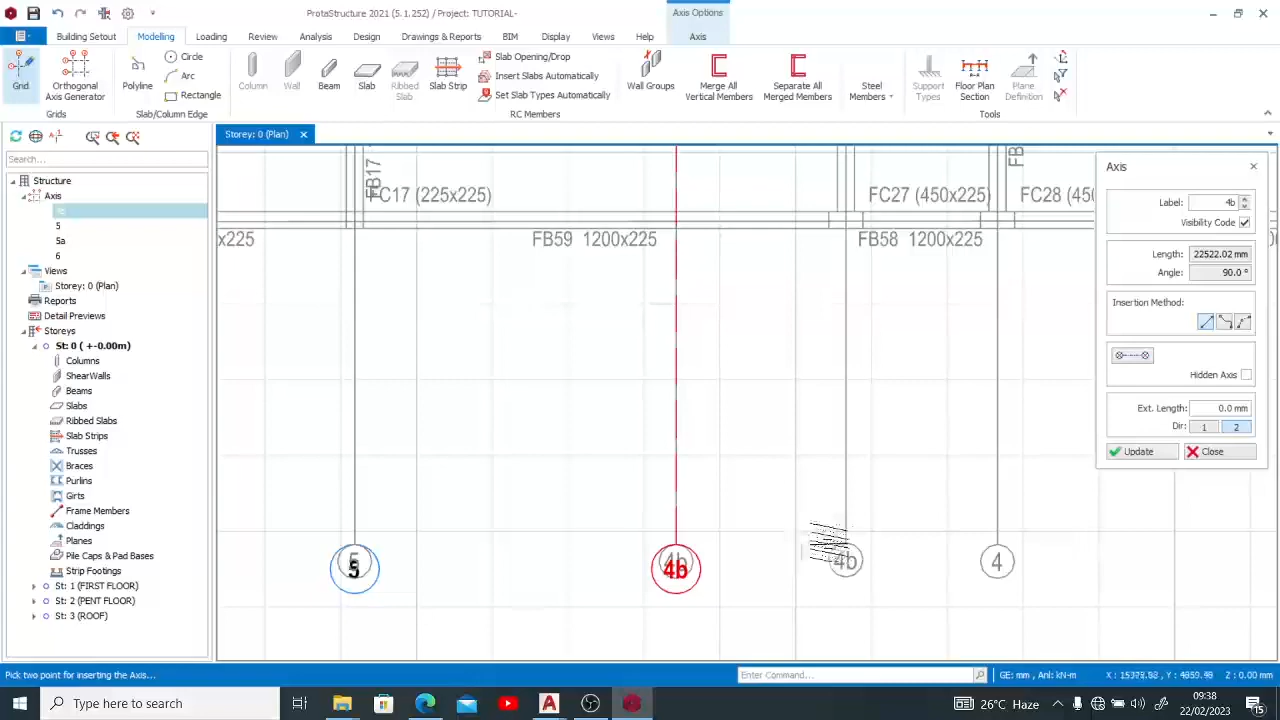 ProtaStructure 2021 (5.1.252) / Project: TUTORIAL-
Axis Options
Building Setout
Modelling
Loading
Review
Analysis
Design
Drawings & Reports
BIM
Display
Views
Help
Axis
Grid
Orthogonal
Axis Generator
Grids
Polyline
Circle
Arc
Rectangle
Slab/Column Edge
Column
Wall
Beam
Slab
Ribbed
Slab
Slab Strip
Slab Opening/Drop
Insert Slabs Automatically
Set Slab Types Automatically
RC Members
Wall Groups
Merge All
Vertical Members
Separate All
Merged Members
Steel
Members
Support
Types
Floor Plan
Section
Plane
Definition
Tools
Storey: 0 (Plan)
Search...
Structure
Axis
5
5a
6
Views
Storey: 0 (Plan)
Reports
Detail Previews
Storeys
St: 0 ( +-0.00m)
Columns
ShearWalls
Beams
Slabs
Ribbed Slabs
Slab Strips
Trusses
Braces
Purlins
Girts
Frame Members
Claddings
Planes
Pile Caps & Pad Bases
Strip Footings
St: 1 (FIRST FLOOR)
St: 2 (PENT FLOOR)
St: 3 (ROOF)
FB17
FC17 (225x225)
FC27 (450x225)
FC28 (450
FB
x225
FB59 1200x225
FB58 1200x225
5
5
4b
4b
4b
4
Axis
Label: 4b
Visibility Code
Length: 22522.02 mm
Angle: 90.0 °
Insertion Method:
Hidden Axis
Ext. Length: 0.0 mm
Dir: 1 2
Update
Close
Pick two point for inserting the Axis...
Enter Command...
GE: mm, Anl: kN-m
Z : 0.00 mm
Type here to search
26°C Haze
09:38
22/02/2023